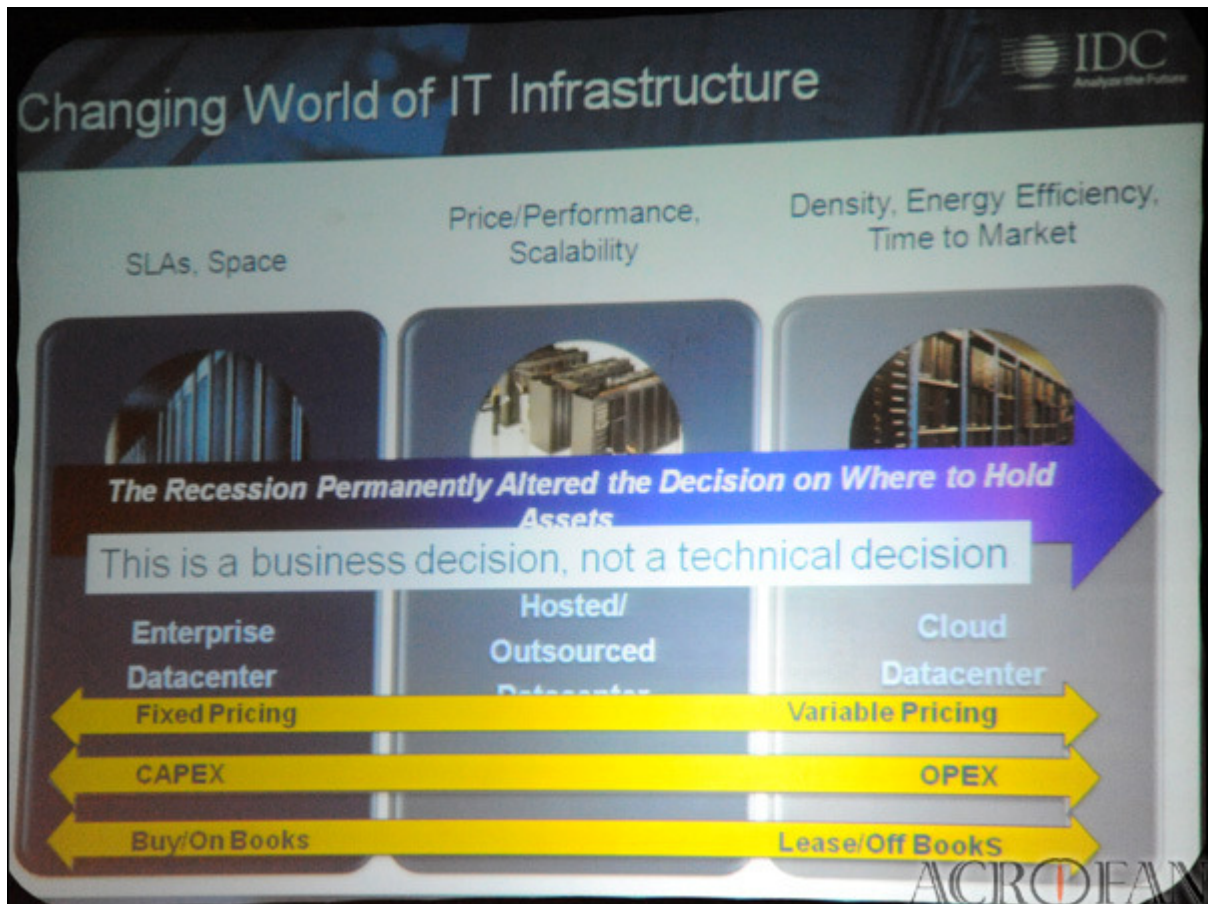 IDC
Analyze the Future
Changing World of IT Infrastructure
SLAs, Space
Price/Performance,
Scalability
Density, Energy Efficiency,
Time to Market
The Recession Permanently Altered the Decision on Where to Hold
Assets
This is a business decision, not a technical decision
Enterprise
Datacenter
Hosted/
Outsourced
Datacenter
Cloud
Datacenter
Fixed Pricing
Variable Pricing
CAPEX
OPEX
Buy/On Books
Lease/Off Books
ACROFAN